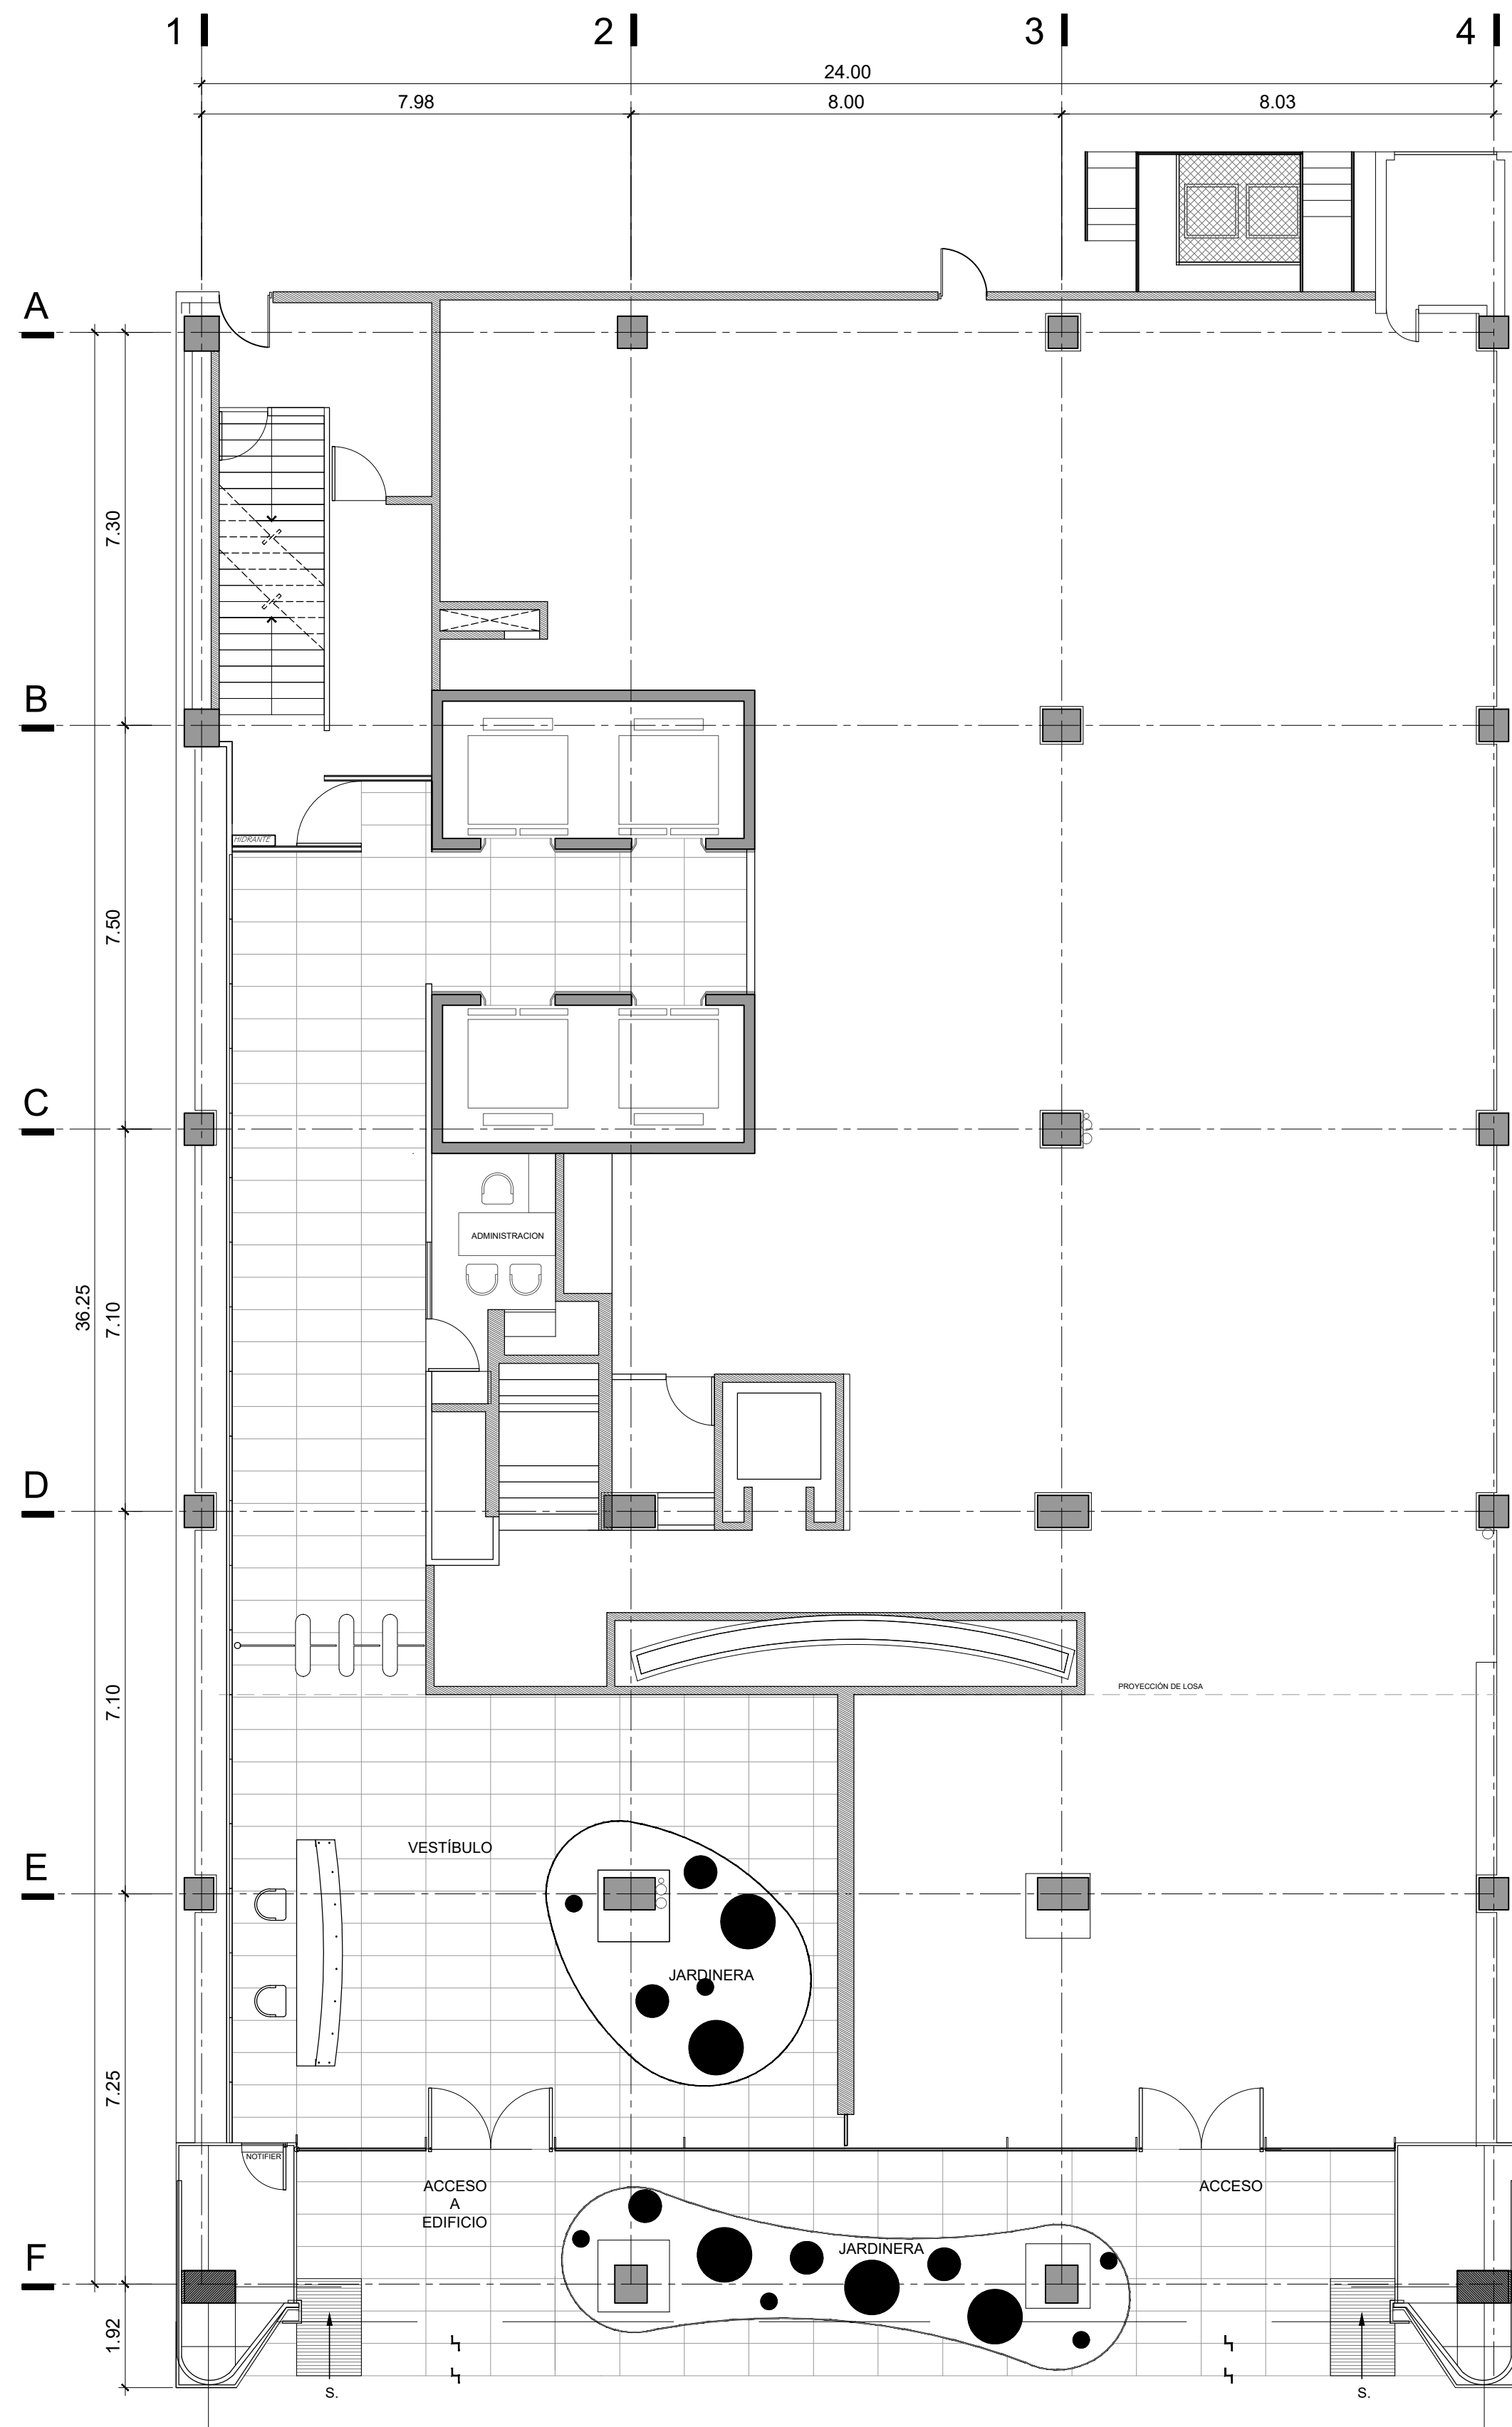 1
2
3
4
24.00
7.98
8.00
8.03
A
7.30
B
HIDRANTE
7.50
C
ADMINISTRACION
36.25
7.10
D
PROYECCIÓN DE LOSA
7.10
VESTÍBULO
E
JARDINERA
7.25
NOTIFIER
ACCESO
A
EDIFICIO
ACCESO
JARDINERA
F
1.92
S.
S.